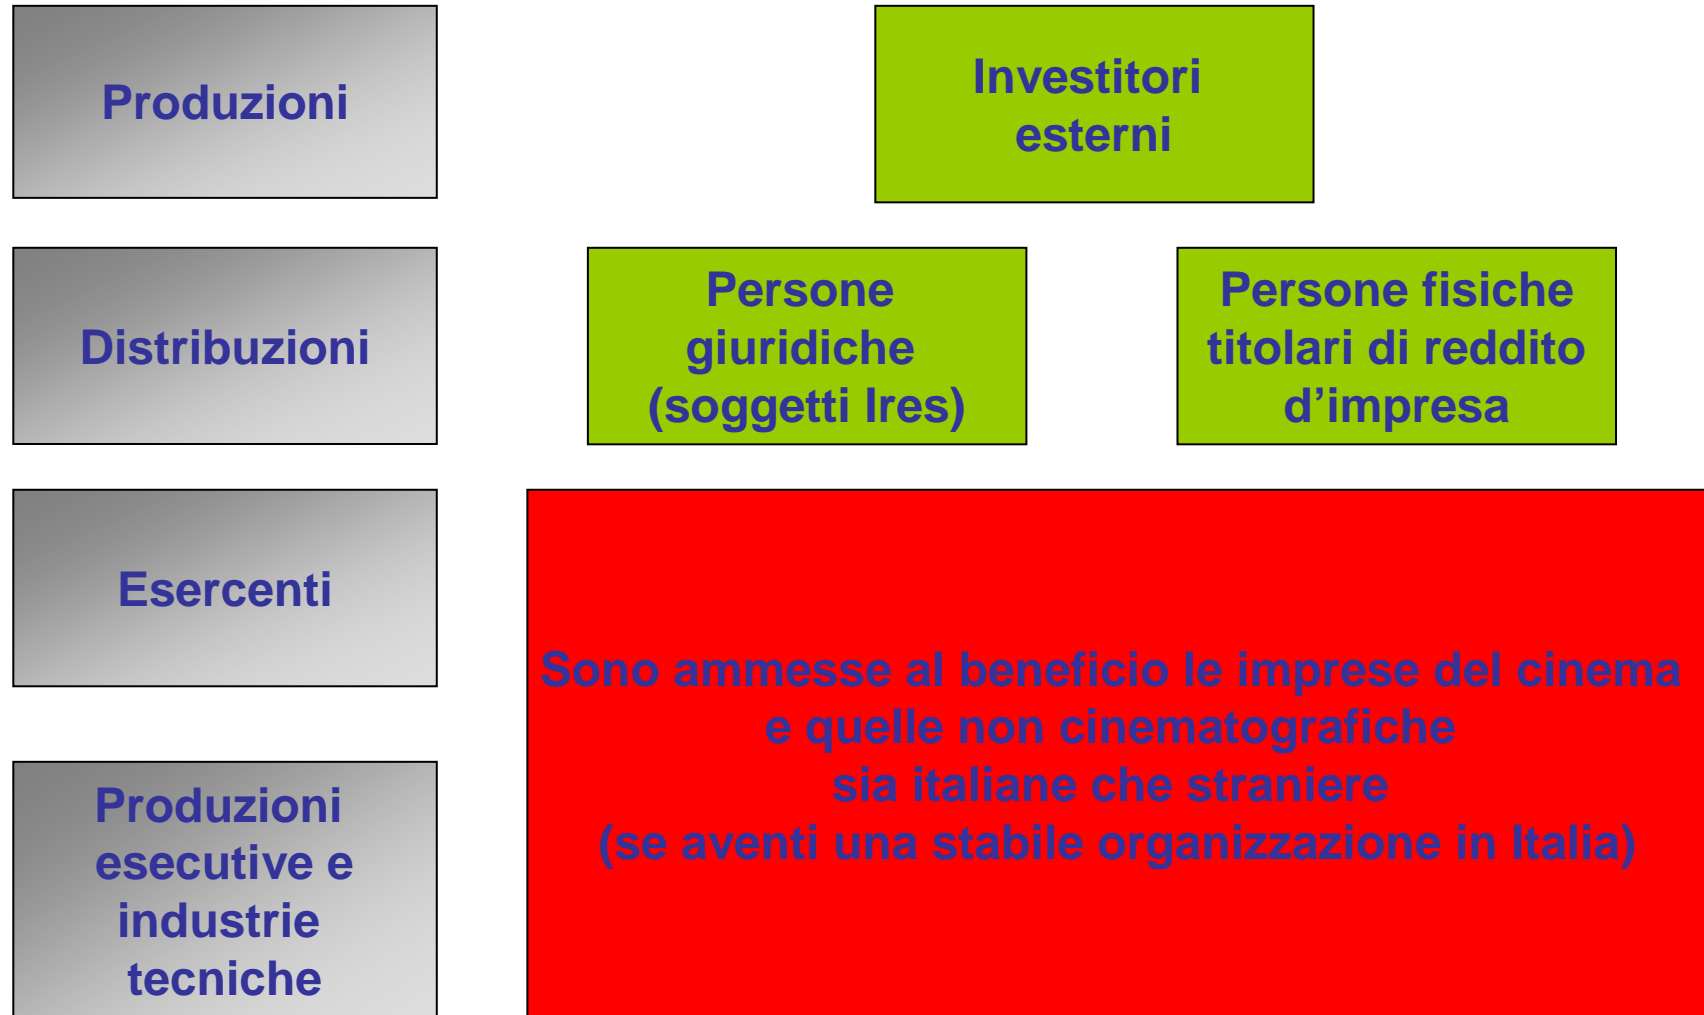 Produzioni
Investitori
esterni
Distribuzioni
Persone
giuridiche
(soggetti Ires)
Persone fisiche
titolari di reddito
d’impresa
Esercenti
Sono ammesse al beneficio le imprese del cinema
e quelle non cinematografiche
sia italiane che straniere
(se aventi una stabile organizzazione in Italia)
Produzioni
esecutive e
industrie
tecniche